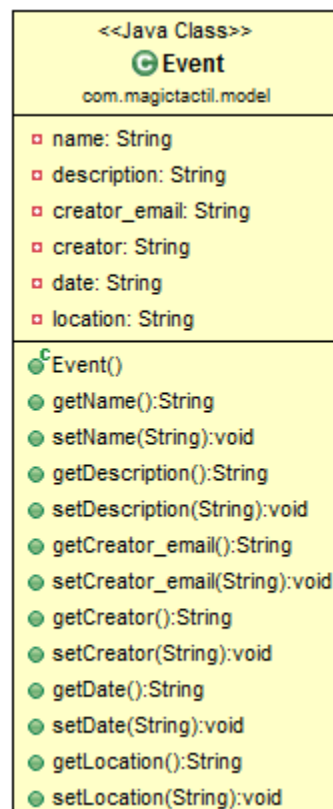 <<Java Class>>
Event
com.magictactil.model
name: String
description: String
creator_email: String
creator: String
date: String
location: String
Event()
getName():String
setName(String):void
getDescription():String
setDescription(String):void
getCreator_email():String
setCreator_email(String):void
getCreator():String
setCreator(String):void
getDate():String
setDate(String):void
getLocation():String
setLocation(String):void